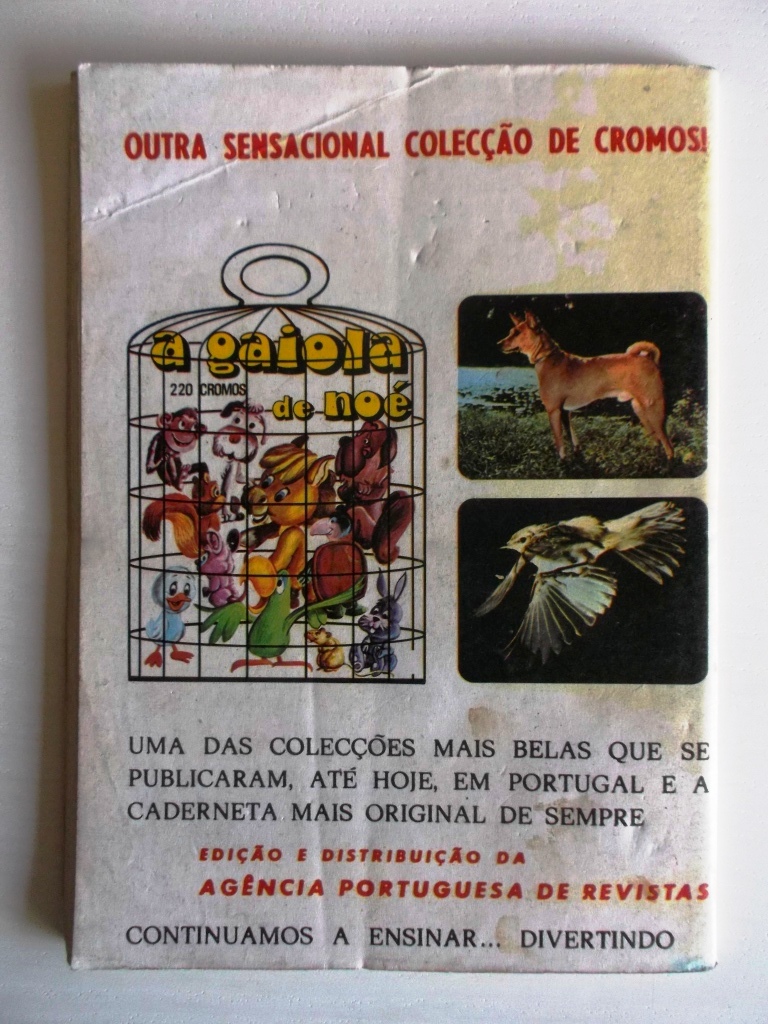 OUTRA SENSACIONAL COLECÇÃO DE CROMOS!
a gaiola
220 CROMOS
de noé
UMA DAS COLECÇÕES MAIS BELAS QUE SE
PUBLICARAM, ATÉ HOJE, EM PORTUGAL E A
CADERNETA MAIS ORIGINAL DE SEMPRE
EDIÇÃO E DISTRIBUIÇÃO DA
AGÊNCIA PORTUGUESA DE REVISTAS
CONTINUAMOS A ENSINAR... DIVERTINDO